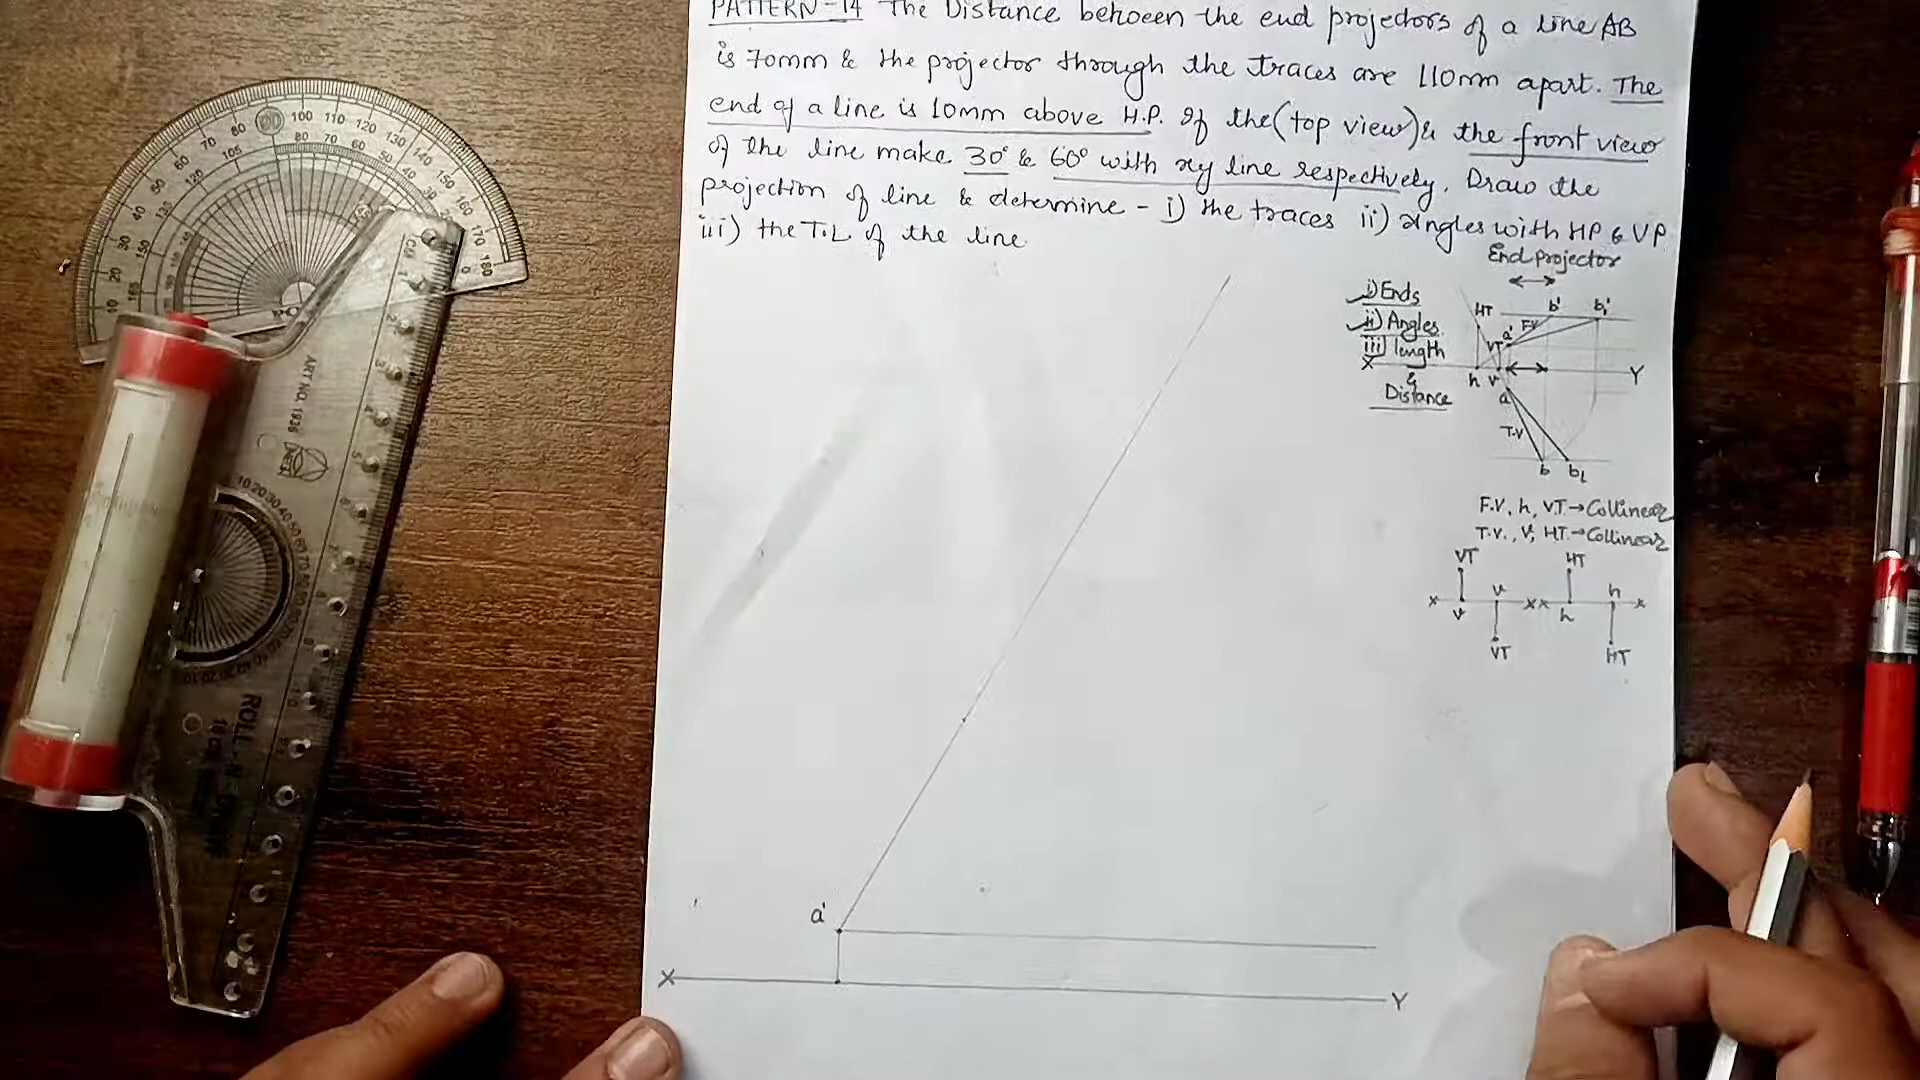 PATTERN-14 The Distance between the end projectors of a line AB
is 70mm & the projector through the traces are 110mm apart. The
end of a line is 10mm above H.P. If the (top view) & the front view
of the line make 30° & 60° with xy line respectively. Draw the
projection of line & determine - i) the traces ii) angles with HP & VP
iii) the T.L of the line
End projector
i) Ends
ii) Angles
iii) length
&
Distance
HT b' b1'
a' F.V
VT
X h v Y
a
T.V
b b1
F.V, h, VT → Collinear
T.V., V, HT → Collinear
VT HT
x v v x x h h x
VT HT
a'
X Y
ART NO. 1936
ROLL-N-DRAW
100 110 120 130 140 150 160 170 180
80 70 60 50 40 30 20 10